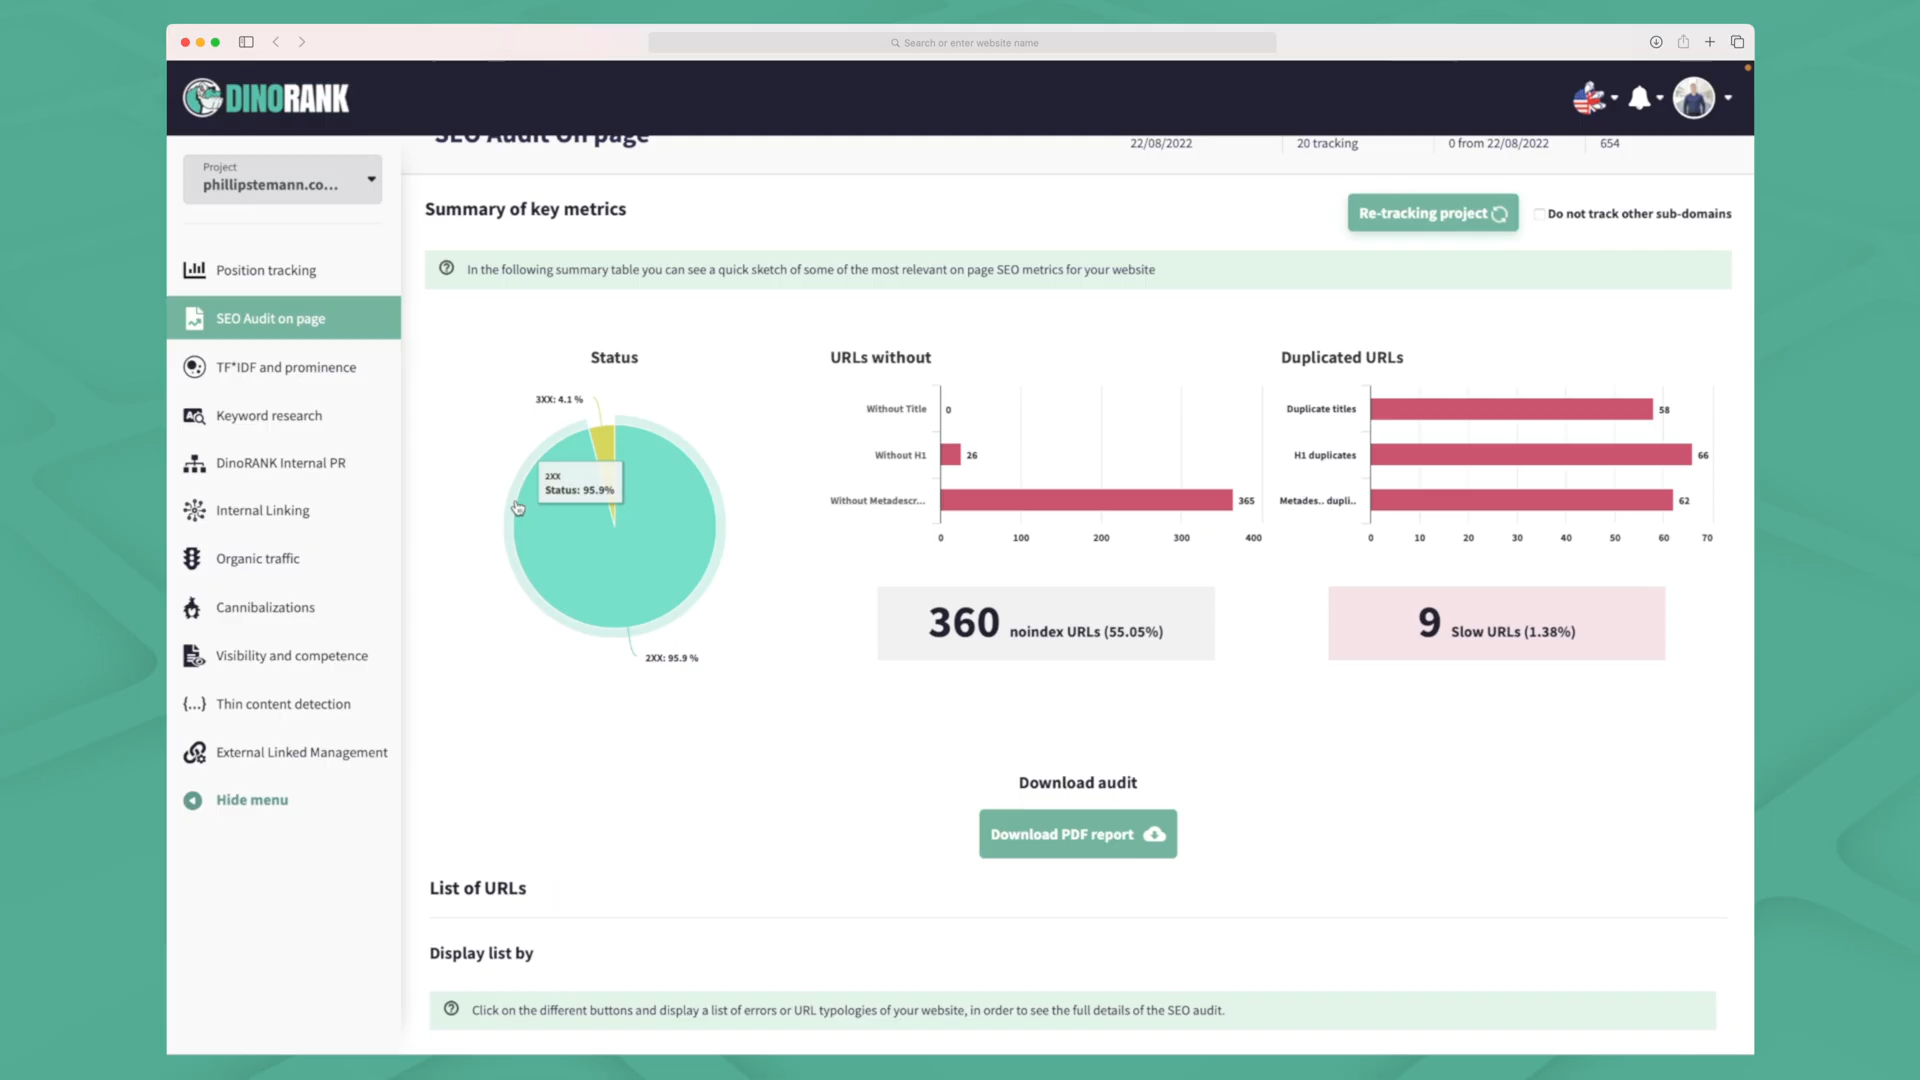 Search or enter website name
DINORANK
SEO Audit On page
22/08/2022
20 tracking
0 from 22/08/2022
654
Project
phillipstemann.co...
Position tracking
SEO Audit on page
TF*IDF and prominence
Keyword research
DinoRANK Internal PR
Internal Linking
Organic traffic
Cannibalizations
Visibility and competence
Thin content detection
External Linked Management
Hide menu
Summary of key metrics
Re-tracking project
Do not track other sub-domains
In the following summary table you can see a quick sketch of some of the most relevant on page SEO metrics for your website
Status
3XX: 4.1 %
2XX
Status: 95.9%
2XX: 95.9 %
URLs without
Without Title
0
Without H1
26
Without Metadescr...
365
0 100 200 300 400
Duplicated URLs
Duplicate titles
58
H1 duplicates
66
Metades.. dupli..
62
0 10 20 30 40 50 60 70
360 noindex URLs (55.05%)
9 Slow URLs (1.38%)
Download audit
Download PDF report
List of URLs
Display list by
Click on the different buttons and display a list of errors or URL typologies of your website, in order to see the full details of the SEO audit.